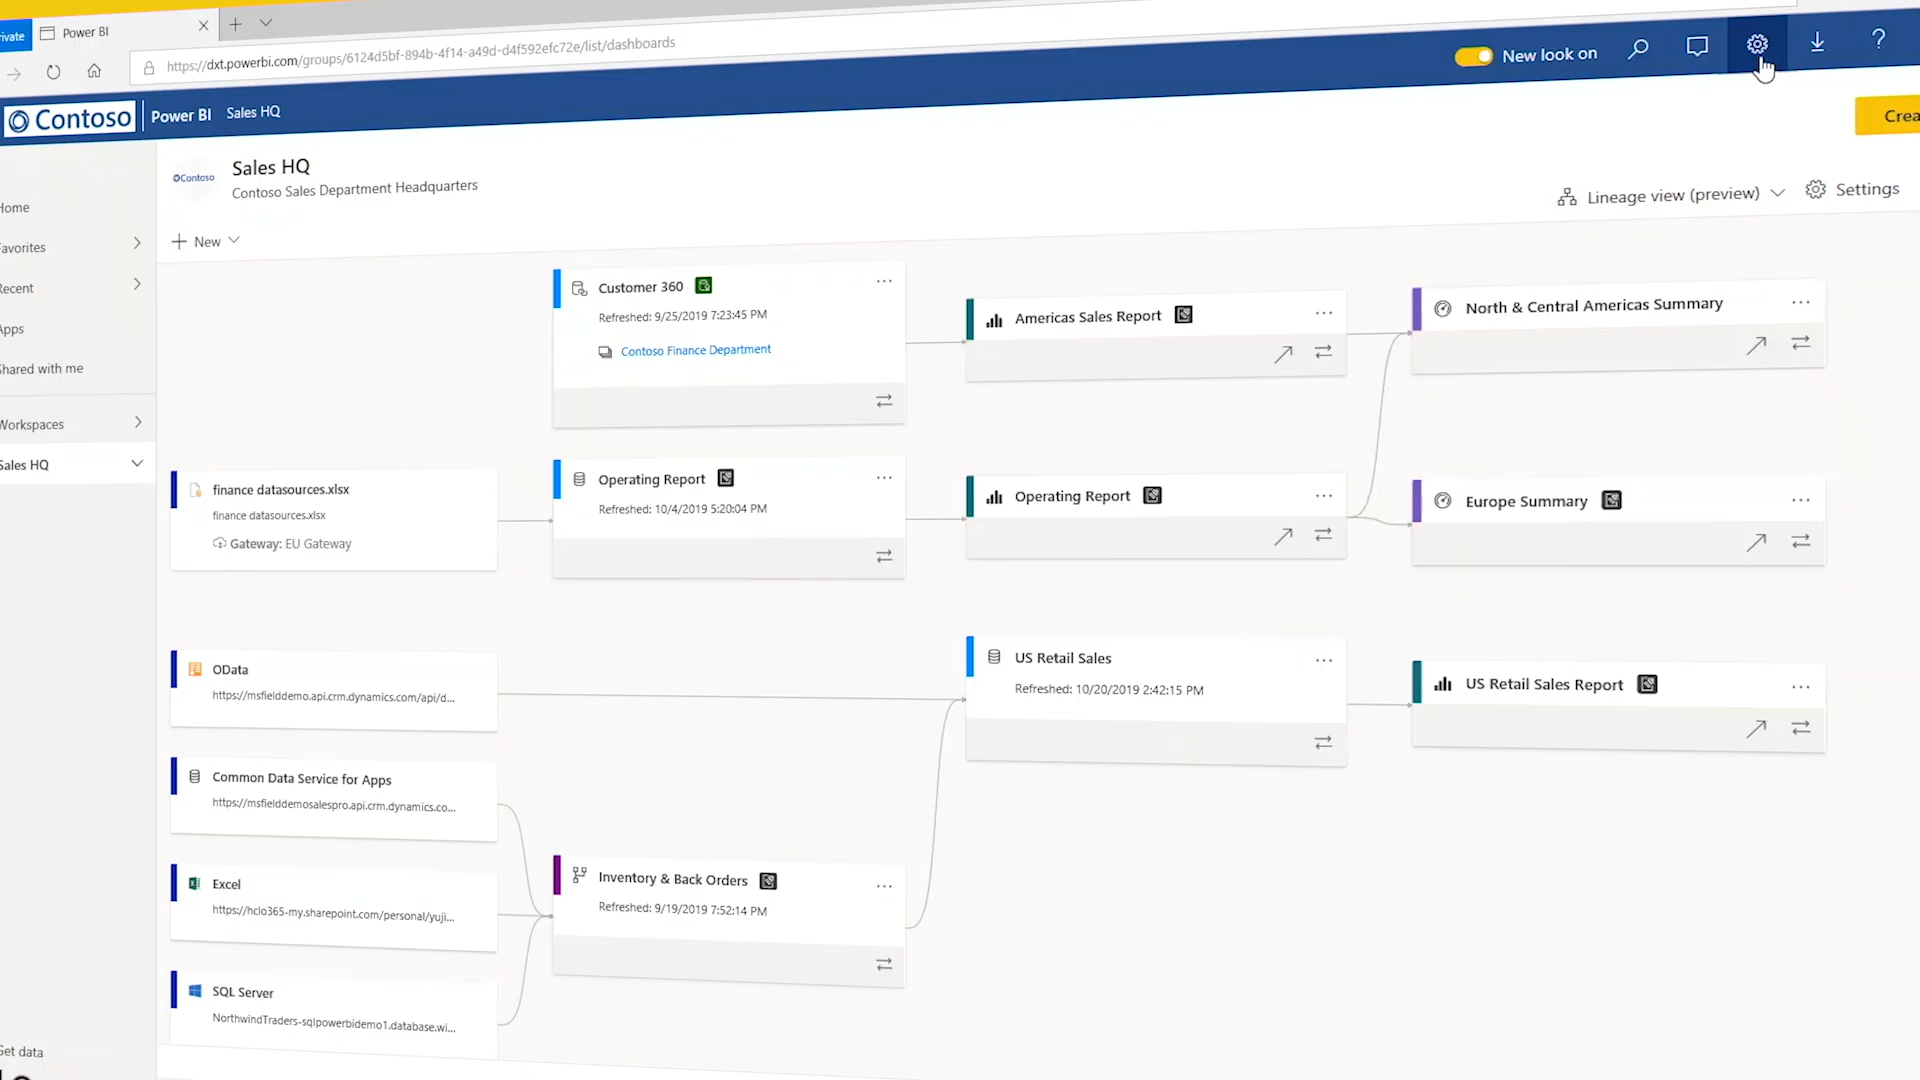 Power BI
https://dxt.powerbi.com/groups/6124d5bf-894b-4f14-a49d-d4f592efc72e/list/dashboards
New look on
Contoso
Power BI
Sales HQ
Contoso
Sales HQ
Contoso Sales Department Headquarters
Lineage view (preview)
Settings
New
ecent
hared with me
Workspaces
Sales HQ
Get data
Customer 360
Refreshed: 9/25/2019 7:23:45 PM
Contoso Finance Department
Americas Sales Report
North & Central Americas Summary
finance datasources.xlsx
finance datasources.xlsx
Gateway: EU Gateway
Operating Report
Refreshed: 10/4/2019 5:20:04 PM
Operating Report
Europe Summary
OData
https://msfielddemo.api.crm.dynamics.com/api/d...
US Retail Sales
Refreshed: 10/20/2019 2:42:15 PM
US Retail Sales Report
Common Data Service for Apps
https://msfielddemosalespro.api.crm.dynamics.co...
Excel
https://hclo365-my.sharepoint.com/personal/yuji...
Inventory & Back Orders
Refreshed: 9/19/2019 7:52:14 PM
SQL Server
NorthwindTraders-sqlpowerbidemo1.database.wi...